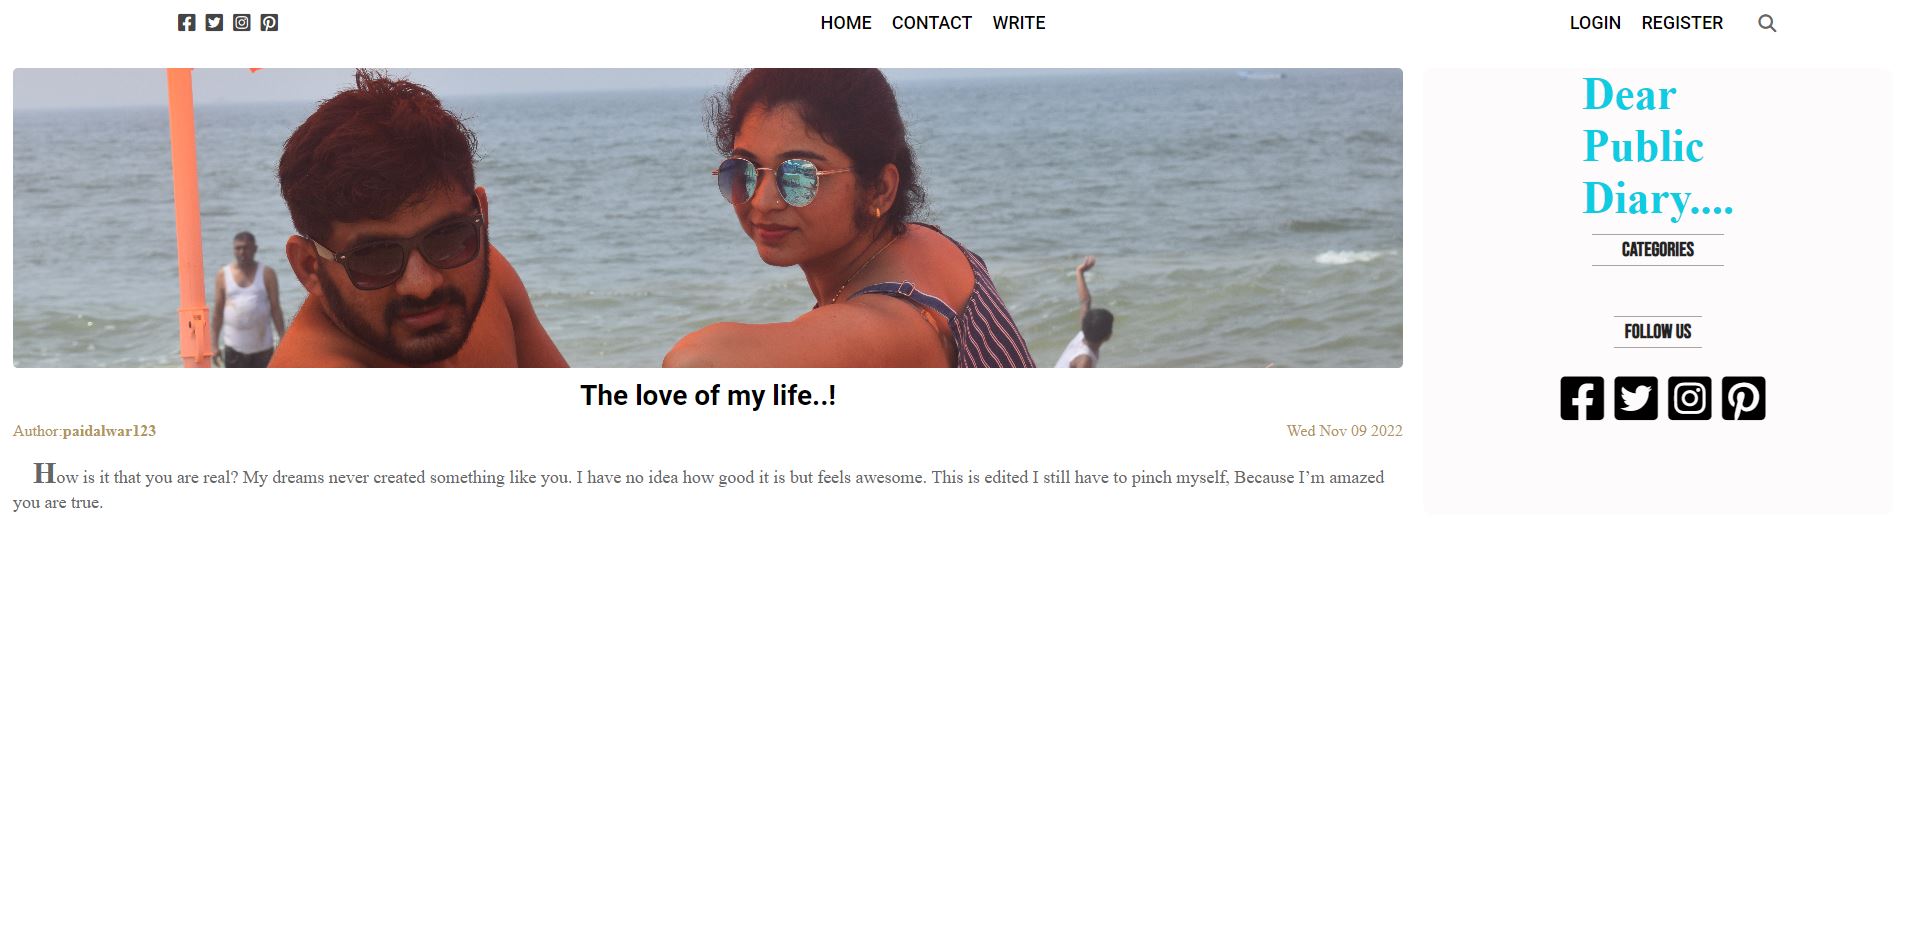 HOME CONTACT WRITE
LOGIN REGISTER
The love of my life..!
Author:paidalwar123
Wed Nov 09 2022
How is it that you are real? My dreams never created something like you. I have no idea how good it is but feels awesome. This is edited I still have to pinch myself, Because I’m amazed
you are true.
Dear
Public
Diary....
CATEGORIES
FOLLOW US